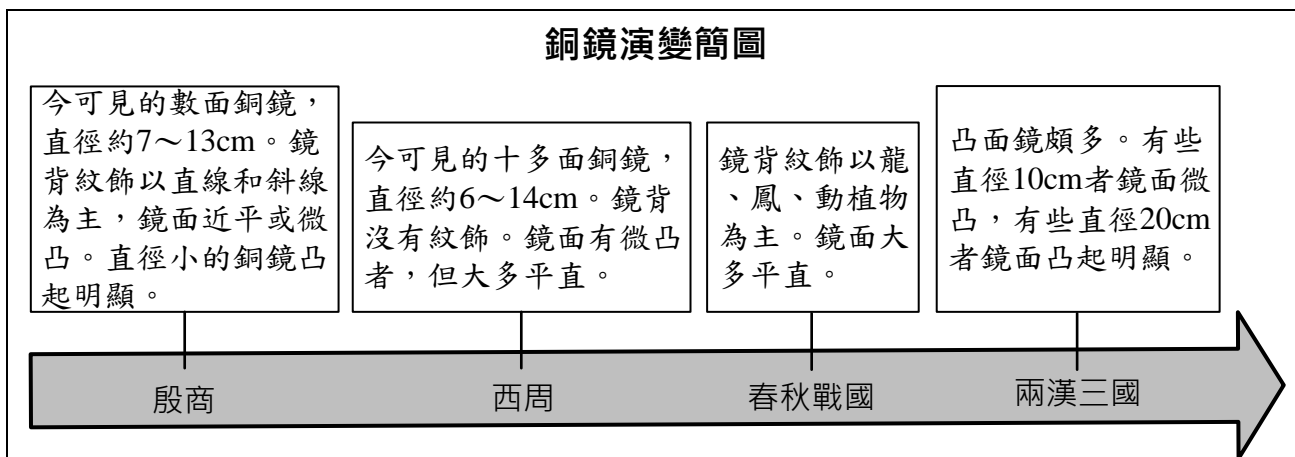 銅鏡演變簡圖
今可見的數面銅鏡，
直徑約7～13cm。鏡
背紋飾以直線和斜線
為主，鏡面近平或微
凸。直徑小的銅鏡凸
起明顯。
今可見的十多面銅鏡，
直徑約6～14cm。鏡背
沒有紋飾。鏡面有微凸
者，但大多平直。
鏡背紋飾以龍
、鳳、動植物
為主。鏡面大
多平直。
凸面鏡頗多。有些
直徑10cm者鏡面微
凸，有些直徑20cm
者鏡面凸起明顯。
殷商
西周
春秋戰國
兩漢三國